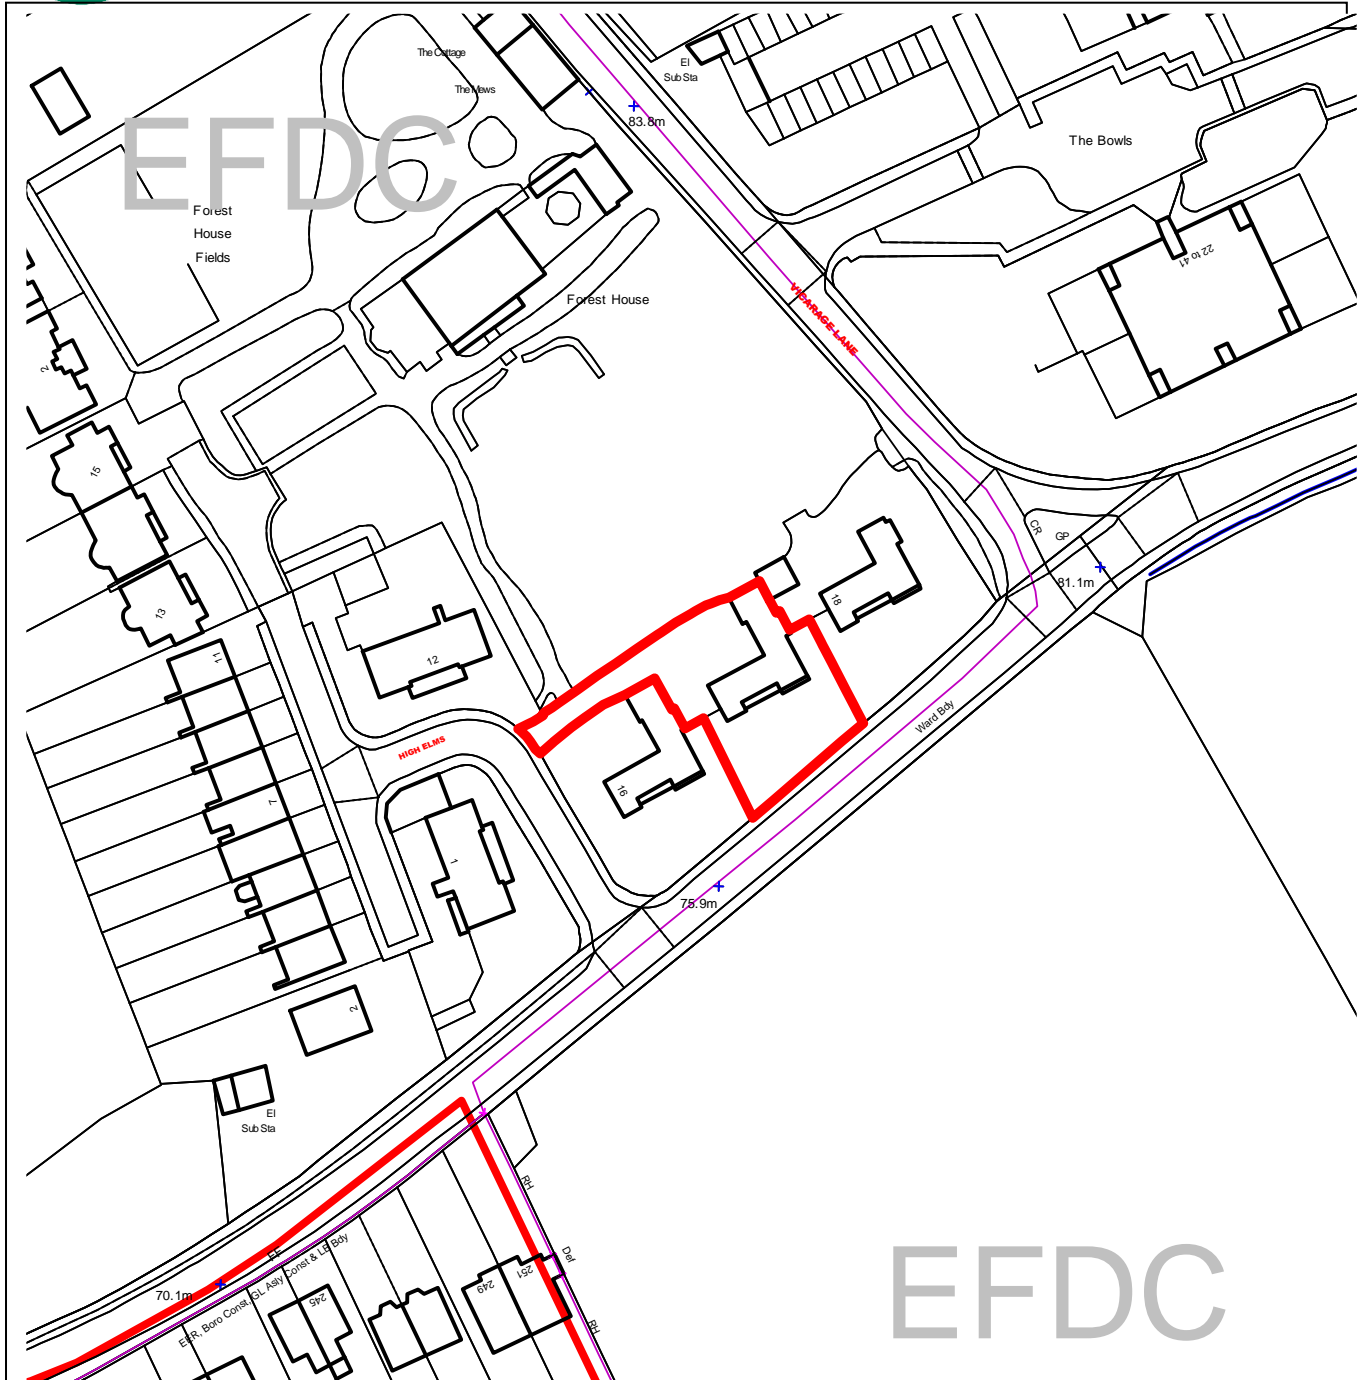 The Cottage
The Mews
El
Sub Sta
83.8m
The Bowls
EFDC
Forest
House
Fields
22 to 41
Forest House
VICARAGE LANE
2
15
CR
GP
81.1m
18
13
12
11
Ward Bdy
HIGH ELMS
16
7
1
75.9m
2
El
Sub Sta
RH
FF
Def
EER, Boro Const, GL Asly Const & LB Bdy
70.1m
245
249
251
RH
EFDC